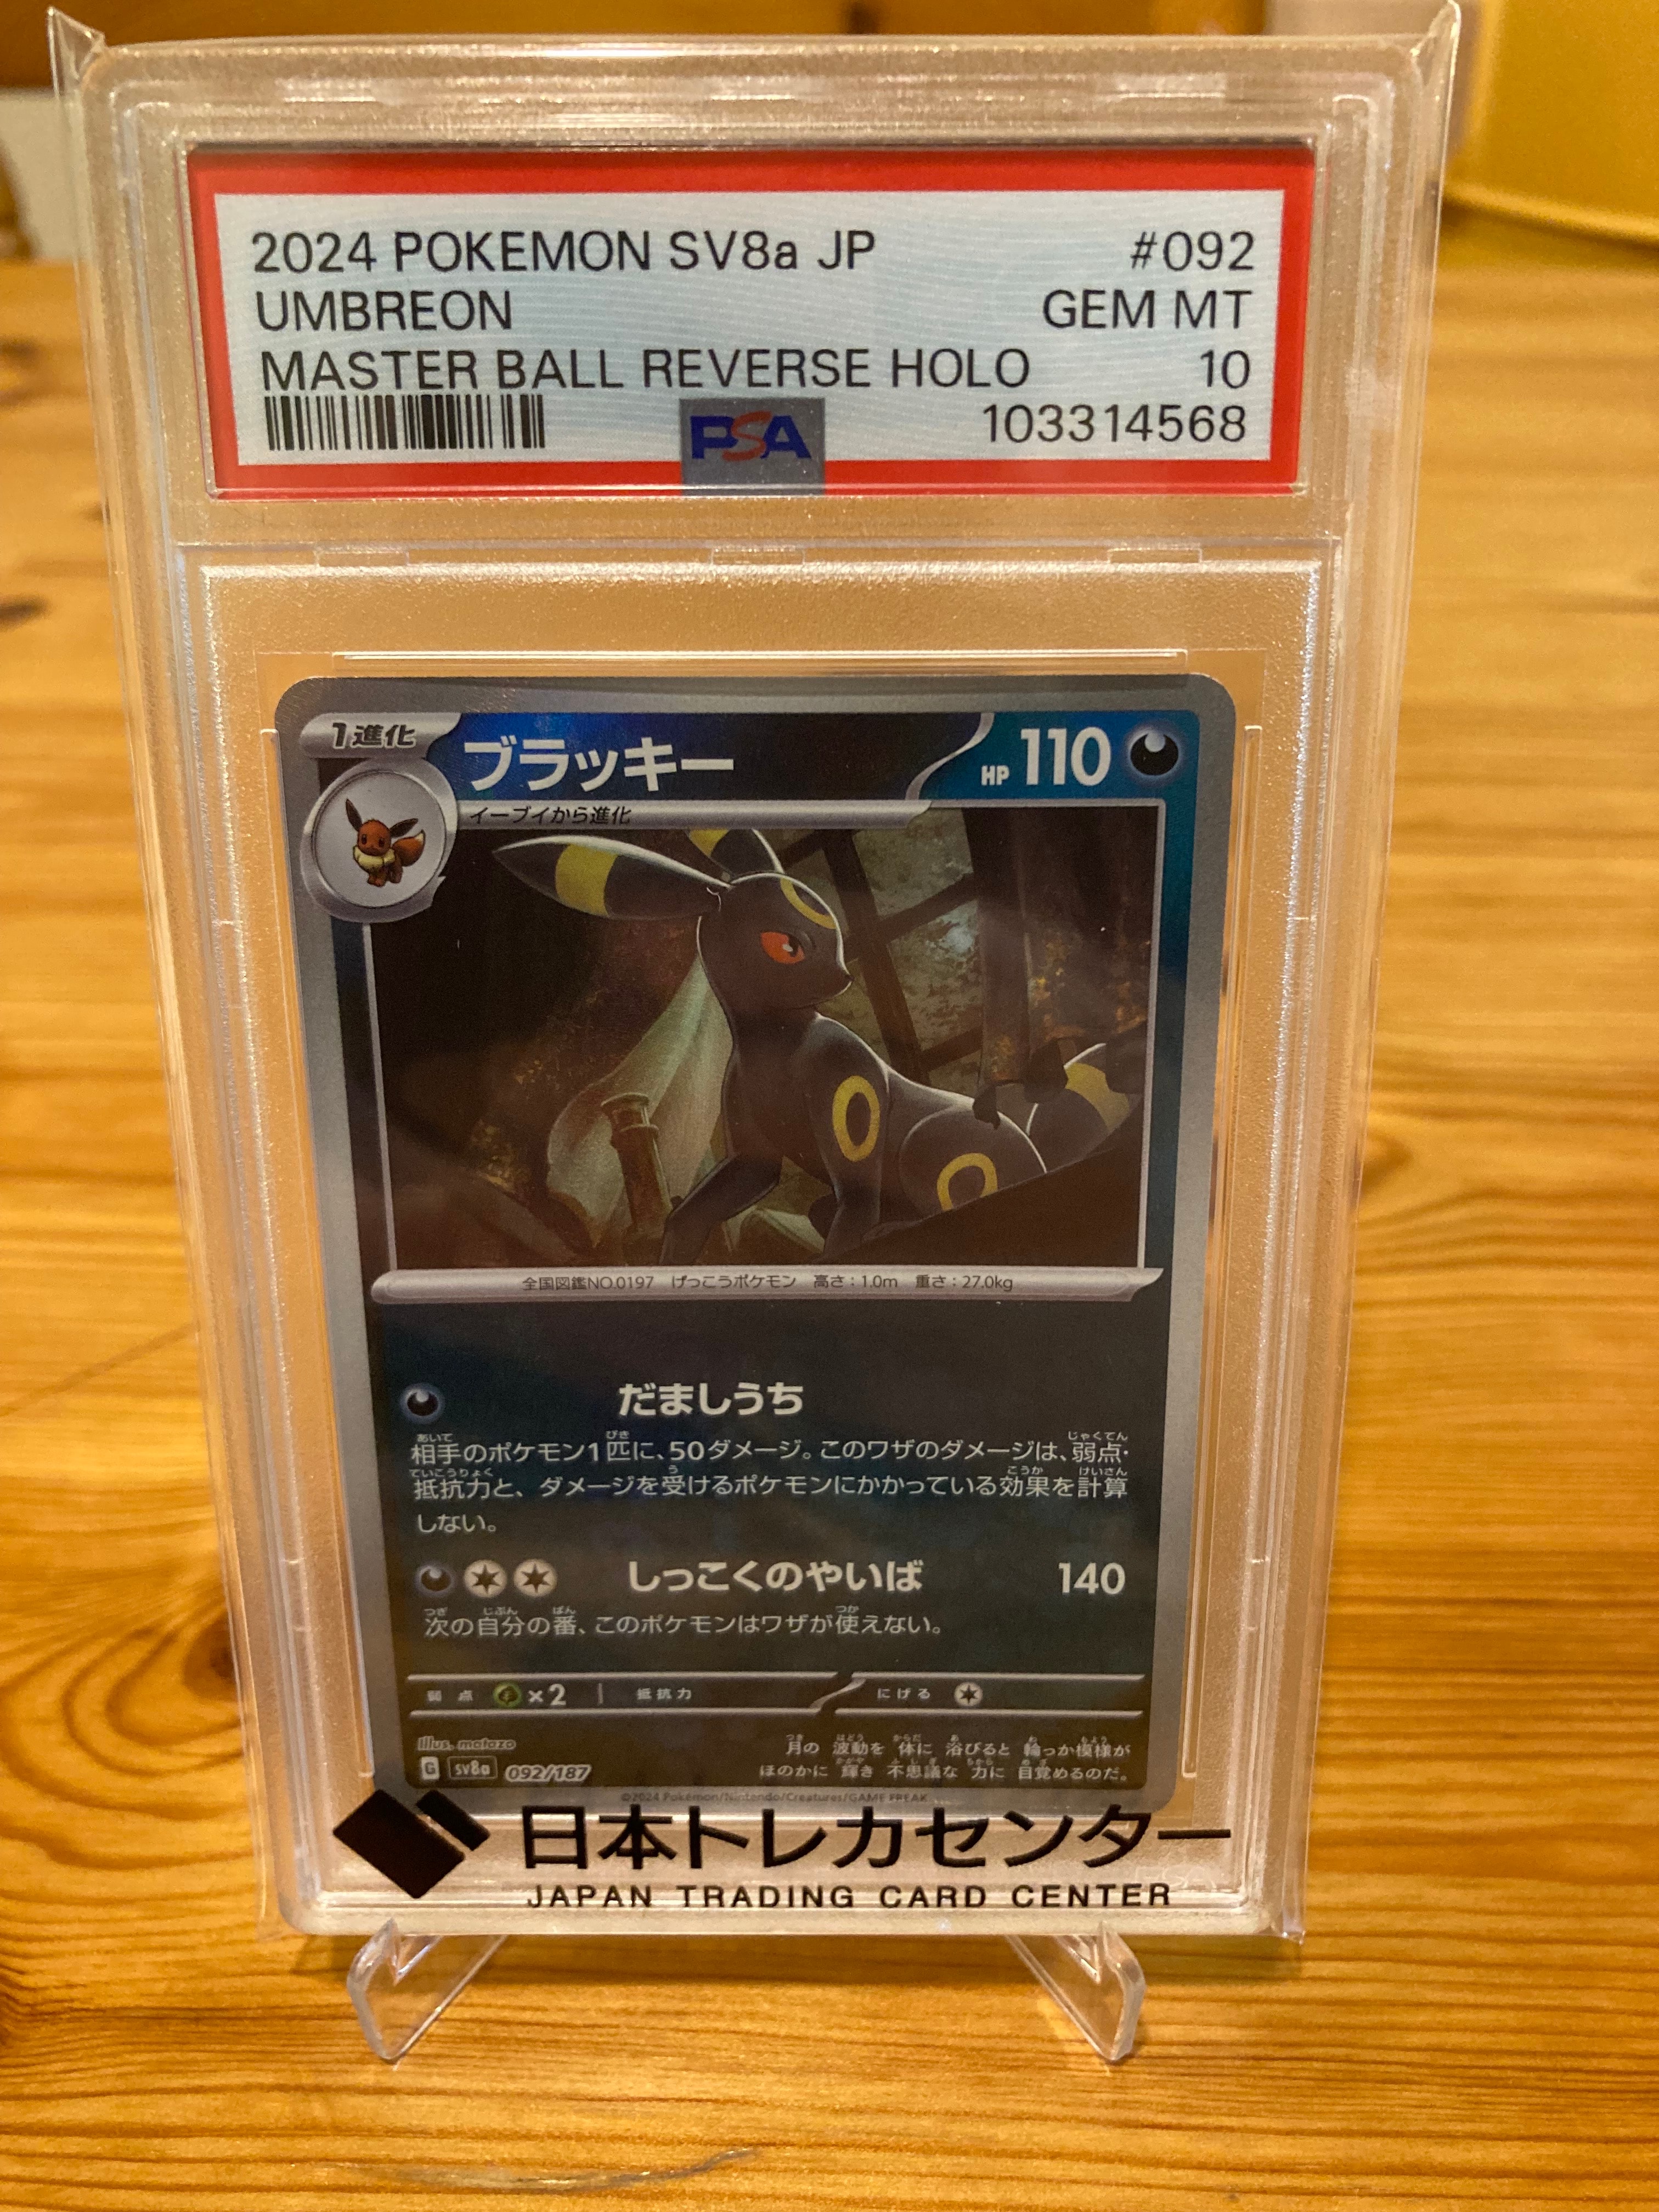 2024 POKEMON SV8a JP #092
UMBREON GEM MT
MASTER BALL REVERSE HOLO 10
PSA 103314568
1進化 ブラッキー HP 110
イーブイから進化
全国図鑑NO.0197 げっこうポケモン 高さ：1.0m 重さ：27.0kg
だましうち
相手のポケモン1匹に、50ダメージ。このワザのダメージは、弱点・
抵抗力と、ダメージを受けるポケモンにかかっている効果を計算
しない。
しっこくのやいば 140
次の自分の番、このポケモンはワザが使えない。
弱点 ×2 抵抗力 にげる
Illus. matazo
月の 波動を 体に 浴びると 輪っか模様が
ほのかに 輝き 不思議な 力に 目覚めるのだ。
G sv8a 092/187
©2024 Pokémon/Nintendo/Creatures/GAME FREAK
日本トレカセンター
JAPAN TRADING CARD CENTER